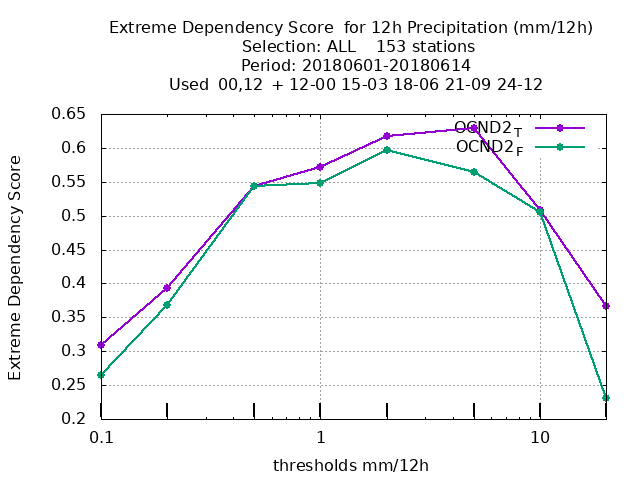 Extreme Dependency Score  for 12h Precipitation (mm/12h)
Selection: ALL    153 stations
Period: 20180601-20180614
Used  00,12  + 12-00 15-03 18-06 21-09 24-12
Extreme Dependency Score
0.65
0.6
0.55
0.5
0.45
0.4
0.35
0.3
0.25
0.2
OCND2T
OCND2F
0.1
1
10
thresholds mm/12h